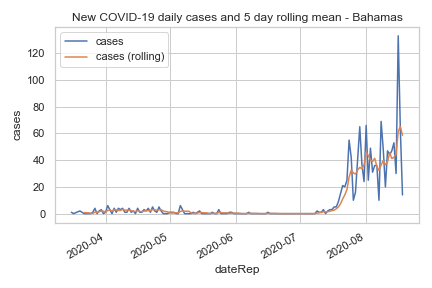 New COVID-19 daily cases and 5 day rolling mean - Bahamas
cases
cases (rolling)
120
100
80
60
40
20
0
cases
2020-04
2020-05
2020-06
2020-07
2020-08
dateRep